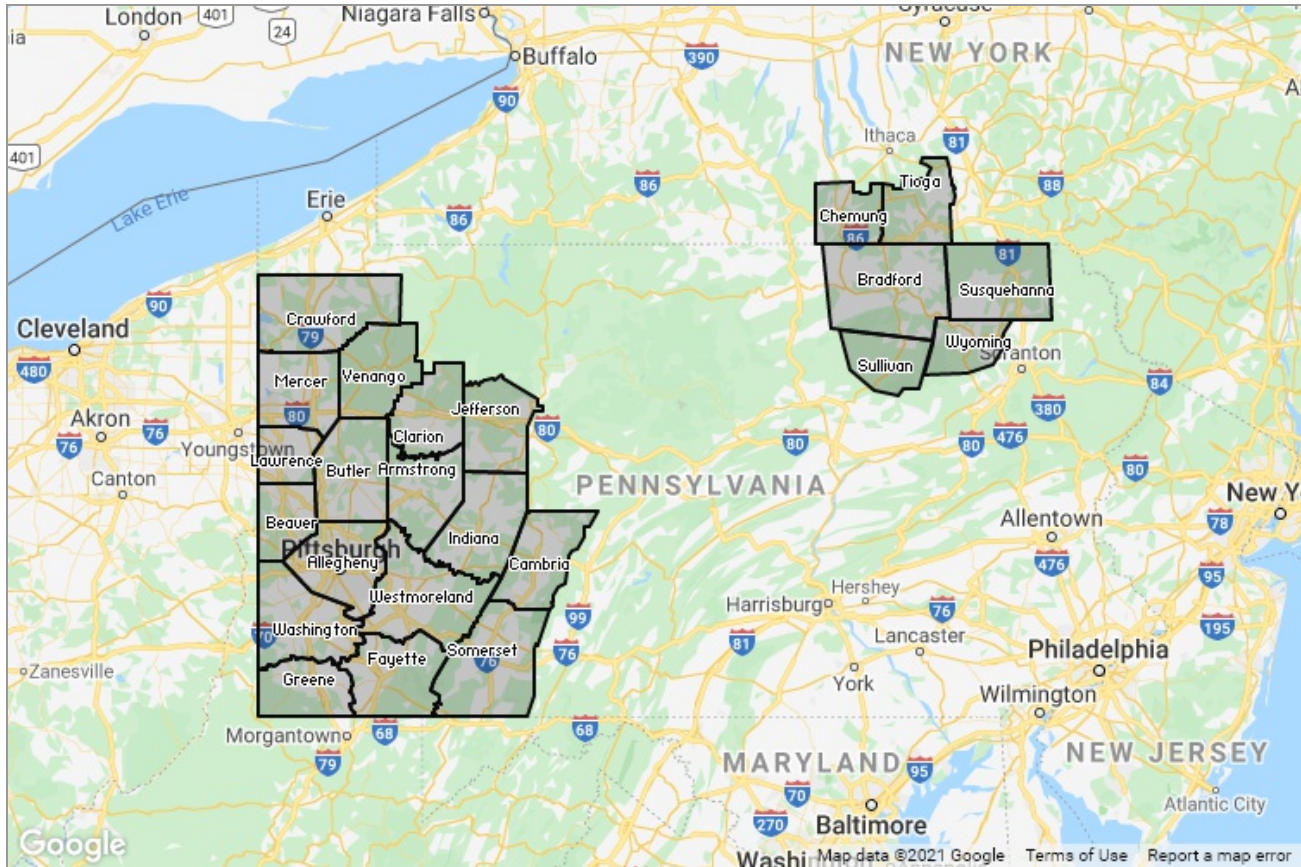 London
401
24
Niagara Falls
Buffalo
390
NEW YORK
90
401
Ithaca
81
Tioga
88
86
Lake Erie
Erie
86
Chemung
86
81
Bradford
Susquehanna
90
Crawford
79
Cleveland
480
Mercer
Venango
Wyoming
Scranton
Sullivan
84
380
Akron
76
76
80
Youngstown
Clarion
Jefferson
80
80
80
476
80
Lawrence
Butler
Armstrong
Canton
PENNSYLVANIA
New Yo
78
Allentown
476
95
Beaver
Pittsburgh
Allegheny
Indiana
Cambria
Hershey
Harrisburg
76
Westmoreland
99
81
Lancaster
195
70
Washington
Fayette
Somerset
76
76
Philadelphia
Zanesville
Greene
York
Wilmington
Morgantown
68
68
79
MARYLAND
95
NEW JERSEY
70
Atlantic City
270
Baltimore
Google
Map data ©2021 Google
Terms of Use
Report a map error